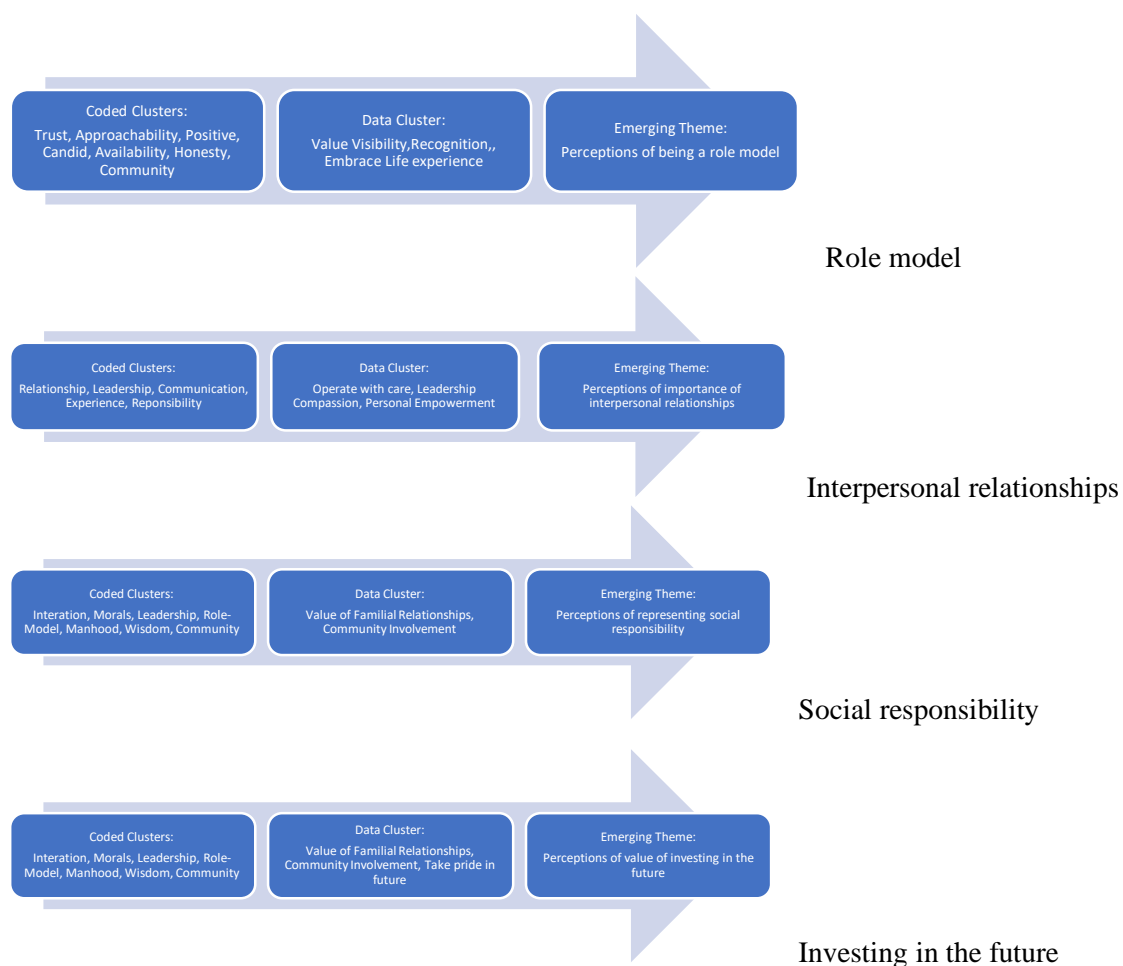 Coded Clusters:
Trust, Approachability, Positive,
Candid, Availability, Honesty,
Community
Data Cluster:
Value Visibility,Recognition,,
Embrace Life experience
Emerging Theme:
Perceptions of being a role model
Role model
Coded Clusters:
Relationship, Leadership, Communication,
Experience, Reponsibility
Data Cluster:
Operate with care, Leadership
Compassion, Personal Empowerment
Emerging Theme:
Perceptions of importance of
interpersonal relationships
Interpersonal relationships
Coded Clusters:
Interation, Morals, Leadership, Role-
Model, Manhood, Wisdom, Community
Data Cluster:
Value of Familial Relationships,
Community Involvement
Emerging Theme:
Perceptions of representing social
responsibility
Social responsibility
Coded Clusters:
Interation, Morals, Leadership, Role-
Model, Manhood, Wisdom, Community
Data Cluster:
Value of Familial Relationships,
Community Involvement, Take pride in
future
Emerging Theme:
Perceptions of value of investing in the
future
Investing in the future